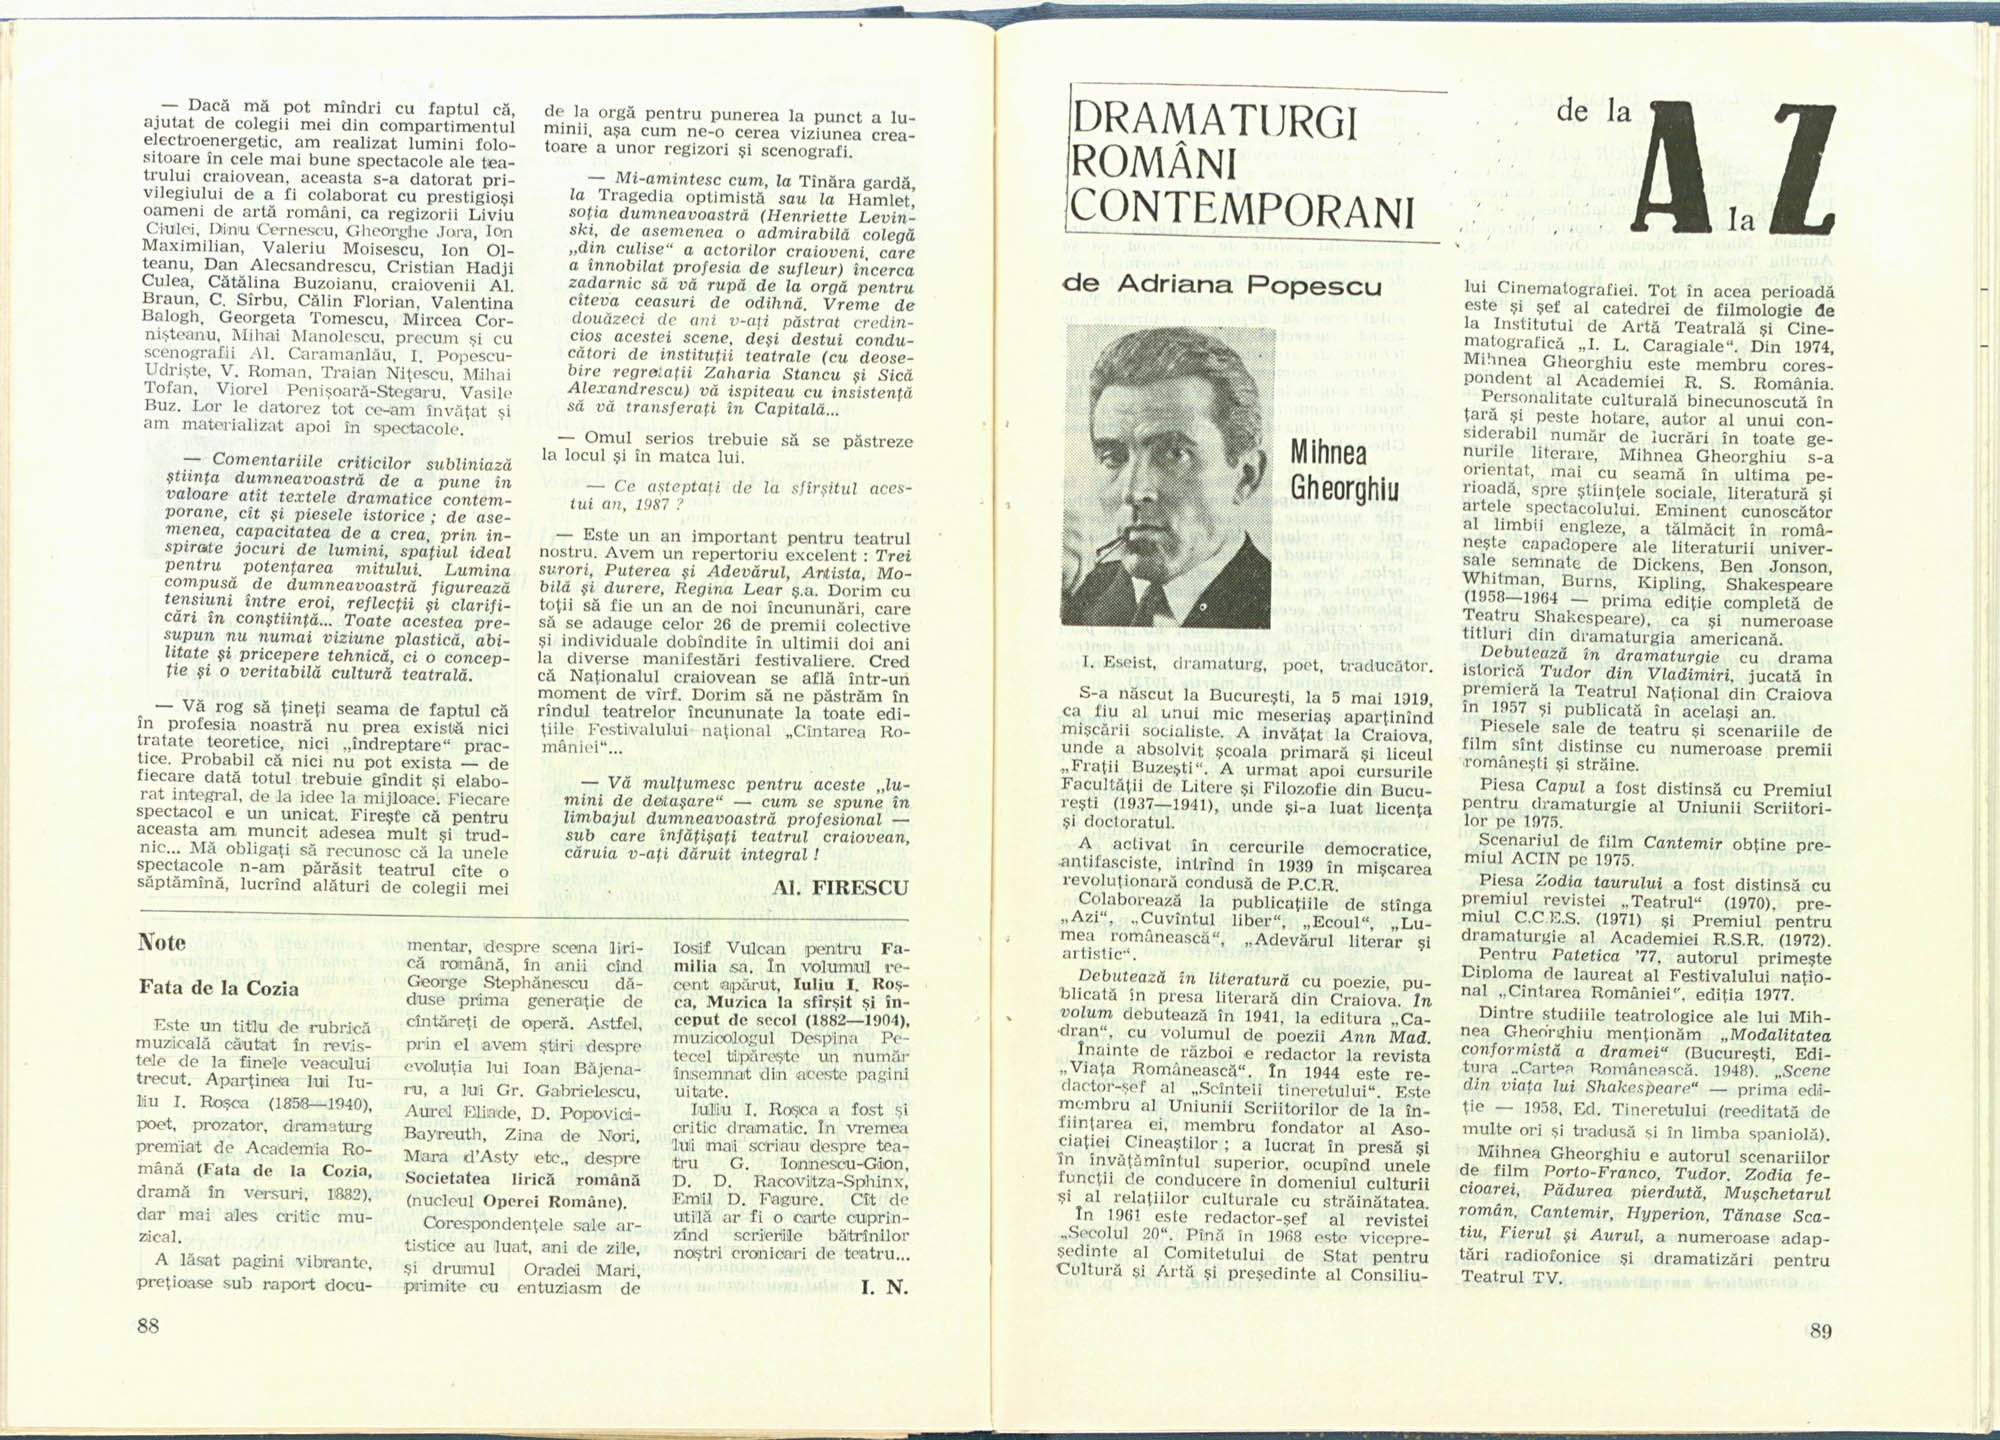 — Dacă mă pot mîndri cu faptul că,
ajutat de colegii mei din compartimentul
electroenergetic, am realizat lumini folo-
sitoare în cele mai bune spectacole ale tea-
trului craiovean, aceasta s-a datorat pri-
vilegiului de a fi colaborat cu prestigioși
oameni de artă români, ca regizorii Liviu
Ciulei, Dinu Cernescu, Gheorghe Jora, Ion
Maximilian, Valeriu Moisescu, Ion Ol-
teanu, Dan Alecsandrescu, Cristian Hadji
Culea, Cătălina Buzoianu, craiovenii Al.
Braun, C. Sîrbu, Călin Florian, Valentina
Balogh, Georgeta Tomescu, Mircea Cor-
nișteanu, Mihai Manolescu, precum și cu
scenografii Al. Caramanlău, I. Popescu-
Udriște, V. Roman, Traian Nițescu, Mihai
Tofan, Viorel Penișoară-Stegaru, Vasile
Buz. Lor le datorez tot ce-am învățat și
am materializat apoi în spectacole.
— Comentariile criticilor subliniază
știința dumneavoastră de a pune în
valoare atît textele dramatice contem-
porane, cît și piesele istorice ; de ase-
menea, capacitatea de a crea, prin in-
spirate jocuri de lumini, spațiul ideal
pentru potențarea mitului. Lumina
compusă de dumneavoastră figurează
tensiuni între eroi, reflecții și clarifi-
cări în conștiință... Toate acestea pre-
supun nu numai viziune plastică, abi-
litate și pricepere tehnică, ci o concep-
ție și o veritabilă cultură teatrală.
— Vă rog să țineți seama de faptul că
în profesia noastră nu prea există nici
tratate teoretice, nici „îndreptare“ prac-
tice. Probabil că nici nu pot exista — de
fiecare dată totul trebuie gîndit și elabo-
rat integral, de la idee la mijloace. Fiecare
spectacol e un unicat. Firește că pentru
aceasta am muncit adesea mult și trud-
nic... Mă obligați să recunosc că la unele
spectacole n-am părăsit teatrul cîte o
săptămînă, lucrînd alături de colegii mei
de la orgă pentru punerea la punct a lu-
minii, așa cum ne-o cerea viziunea crea-
toare a unor regizori și scenografi.
— Mi-amintesc cum, la Tînăra gardă,
la Tragedia optimistă sau la Hamlet,
soția dumneavoastră (Henriette Levin-
ski, de asemenea o admirabilă colegă
„din culise“ a actorilor craioveni, care
a înnobilat profesia de sufleur) încerca
zadarnic să vă rupă de la orgă pentru
cîteva ceasuri de odihnă. Vreme de
douăzeci de ani v-ați păstrat credin-
cios acestei scene, deși destui condu-
cători de instituții teatrale (cu deose-
bire regretații Zaharia Stancu și Sică
Alexandrescu) vă ispiteau cu insistență
să vă transferați în Capitală...
— Omul serios trebuie să se păstreze
la locul și în matca lui.
— Ce așteptați de la sfîrșitul aces-
tui an, 1987 ?
— Este un an important pentru teatrul
nostru. Avem un repertoriu excelent : Trei
surori, Puterea și Adevărul, Artista, Mo-
bilă și durere, Regina Lear ș.a. Dorim cu
toții să fie un an de noi încununări, care
să se adauge celor 26 de premii colective
și individuale dobîndite în ultimii doi ani
la diverse manifestări festivaliere. Cred
că Naționalul craiovean se află într-un
moment de vîrf. Dorim să ne păstrăm în
rîndul teatrelor încununate la toate edi-
țiile Festivalului național „Cîntarea Ro-
mâniei“...
— Vă mulțumesc pentru aceste „lu-
mini de detașare“ — cum se spune în
limbajul dumneavoastră profesional —
sub care înfățișați teatrul craiovean,
căruia v-ați dăruit integral !
Al. FIRESCU
Note
Fata de la Cozia
Este un titlu de rubrică
muzicală căutat în revis-
tele de la finele veacului
trecut. Aparținea lui Iu-
liu I. Roșca (1858—1940),
poet, prozator, dramaturg
premiat de Academia Ro-
mână (Fata de la Cozia,
dramă în versuri, 1882),
dar mai ales critic mu-
zical.
A lăsat pagini vibrante,
prețioase sub raport docu-
mentar, despre scena liri-
că română, în anii cînd
George Stephănescu dă-
duse prima generație de
cîntăreți de operă. Astfel,
prin el avem știri despre
evoluția lui Ioan Băjena-
ru, a lui Gr. Gabrielescu,
Aurel Eliade, D. Popovici-
Bayreuth, Zina de Nori,
Mara d'Asty etc., despre
Societatea lirică română
(nucleul Operei Române).
Corespondențele sale ar-
tistice au luat, ani de zile,
și drumul Oradei Mari,
primite cu entuziasm de
Iosif Vulcan pentru Fa-
milia sa. În volumul re-
cent apărut, Iuliu I. Roș-
ca, Muzica la sfîrșit și în-
ceput de secol (1882—1904),
muzicologul Despina Pe-
tecel tipărește un număr
însemnat din aceste pagini
uitate.
Iuliu I. Roșca a fost și
critic dramatic. În vremea
lui mai scriau despre tea-
tru G. Ionnescu-Gion,
D. D. Racovitza-Sphinx,
Emil D. Fagure. Cît de
utilă ar fi o carte cuprin-
zînd scrierile bătrînilor
noștri cronicari de teatru...
I. N.
88
DRAMATURGI
ROMÂNI
CONTEMPORANI
de la A la Z
de Adriana Popescu
Mihnea
Gheorghiu
I. Eseist, dramaturg, poet, traducător.
S-a născut la București, la 5 mai 1919,
ca fiu al unui mic meseriaș aparținînd
mișcării socialiste. A învățat la Craiova,
unde a absolvit școala primară și liceul
„Frații Buzești“. A urmat apoi cursurile
Facultății de Litere și Filozofie din Bucu-
rești (1937—1941), unde și-a luat licența
și doctoratul.
A activat în cercurile democratice,
antifasciste, intrînd în 1939 în mișcarea
revoluționară condusă de P.C.R.
Colaborează la publicațiile de stînga
„Azi“, „Cuvîntul liber“, „Ecoul“, „Lu-
mea românească“, „Adevărul literar și
artistic“.
Debutează în literatură cu poezie, pu-
blicată în presa literară din Craiova. În
volum debutează în 1941, la editura „Ca-
dran“, cu volumul de poezii Ann Mad.
Înainte de război e redactor la revista
„Viața Românească“. În 1944 este re-
dactor-șef al „Scînteii tineretului“. Este
membru al Uniunii Scriitorilor de la în-
ființarea ei, membru fondator al Aso-
ciației Cineaștilor ; a lucrat în presă și
în învățămîntul superior, ocupînd unele
funcții de conducere în domeniul culturii
și al relațiilor culturale cu străinătatea.
În 1961 este redactor-șef al revistei
„Secolul 20“. Pînă în 1968 este vicepre-
ședinte al Comitetului de Stat pentru
Cultură și Artă și președinte al Consiliu-
lui Cinematografiei. Tot în acea perioadă
este și șef al catedrei de filmologie de
la Institutul de Artă Teatrală și Cine-
matografică „I. L. Caragiale“. Din 1974,
Mihnea Gheorghiu este membru cores-
pondent al Academiei R. S. România.
Personalitate culturală binecunoscută în
țară și peste hotare, autor al unui con-
siderabil număr de lucrări în toate ge-
nurile literare, Mihnea Gheorghiu s-a
orientat, mai cu seamă în ultima pe-
rioadă, spre științele sociale, literatură și
artele spectacolului. Eminent cunoscător
al limbii engleze, a tălmăcit în româ-
nește capadopere ale literaturii univer-
sale semnate de Dickens, Ben Jonson,
Whitman, Burns, Kipling, Shakespeare
(1958—1964 — prima ediție completă de
Teatru Shakespeare), ca și numeroase
titluri din dramaturgia americană.
Debutează în dramaturgie cu drama
istorică Tudor din Vladimiri, jucată în
premieră la Teatrul Național din Craiova
în 1957 și publicată în același an.
Piesele sale de teatru și scenariile de
film sînt distinse cu numeroase premii
românești și străine.
Piesa Capul a fost distinsă cu Premiul
pentru dramaturgie al Uniunii Scriitori-
lor pe 1975.
Scenariul de film Cantemir obține pre-
miul ACIN pe 1975.
Piesa Zodia taurului a fost distinsă cu
premiul revistei „Teatrul“ (1970), pre-
miul C.C.E.S. (1971) și Premiul pentru
dramaturgie al Academiei R.S.R. (1972).
Pentru Patetica '77, autorul primește
Diploma de laureat al Festivalului națio-
nal „Cîntarea României“, ediția 1977.
Dintre studiile teatrologice ale lui Mih-
nea Gheorghiu menționăm „Modalitatea
conformistă a dramei“ (București, Edi-
tura „Cartea Românească. 1948). „Scene
din viața lui Shakespeare“ — prima edi-
ție — 1958, Ed. Tineretului (reeditată de
multe ori și tradusă și în limba spaniolă).
Mihnea Gheorghiu e autorul scenariilor
de film Porto-Franco, Tudor, Zodia fe-
cioarei, Pădurea pierdută, Mușchetarul
român, Cantemir, Hyperion, Tănase Sca-
tiu, Fierul și Aurul, a numeroase adap-
tări radiofonice și dramatizări pentru
Teatrul TV.
89